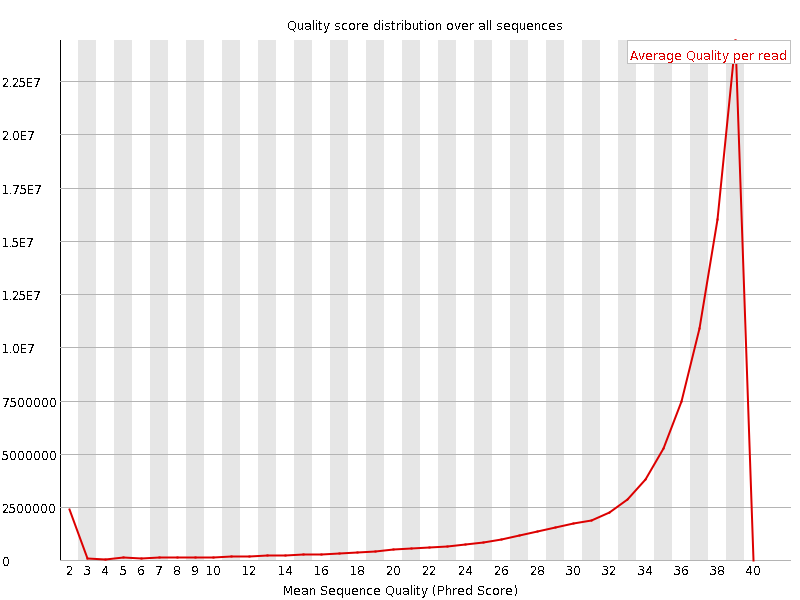 Quality score distribution over all sequences
Average Quality per read
2.25E7
2.0E7
1.75E7
1.5E7
1.25E7
1.0E7
7500000
5000000
2500000
0
2 3 4 5 6 7 8 9 10 12 14 16 18 20 22 24 26 28 30 32 34 36 38 40
Mean Sequence Quality (Phred Score)